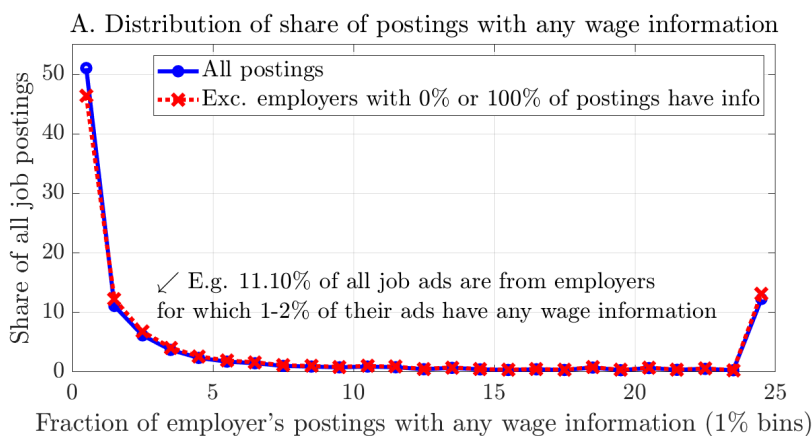 A. Distribution of share of postings with any wage information
All postings
Exc. employers with 0% or 100% of postings have info
Share of all job postings
50
40
30
20
10
0
↙ E.g. 11.10% of all job ads are from employers
for which 1-2% of their ads have any wage information
0 5 10 15 20 25
Fraction of employer's postings with any wage information (1% bins)